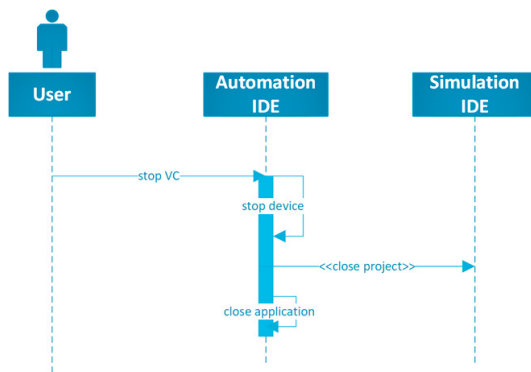 User
Automation
IDE
Simulation
IDE
stop VC
stop device
<<close project>>
close application